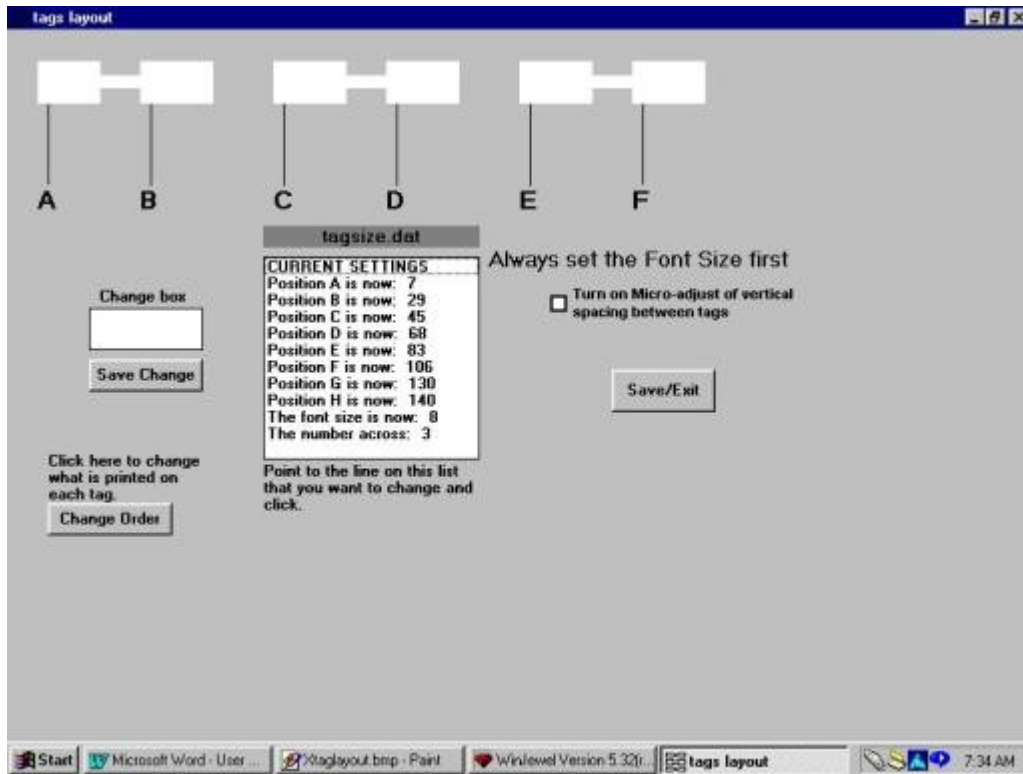 tags layout
A B C D E F
tagsize.dat
CURRENT SETTINGS
Position A is now: 7
Position B is now: 29
Position C is now: 45
Position D is now: 68
Position E is now: 83
Position F is now: 106
Position G is now: 130
Position H is now: 140
The font size is now: 8
The number across: 3
Point to the line on this list
that you want to change and
click.
Always set the Font Size first
Turn on Micro-adjust of vertical
spacing between tags
Save/Exit
Change box
Save Change
Click here to change
what is printed on
each tag.
Change Order
Start
Microsoft Word - User ...
Xtaglayout.bmp - Paint
WinJewel Version 5.32(r...
tags layout
7:34 AM